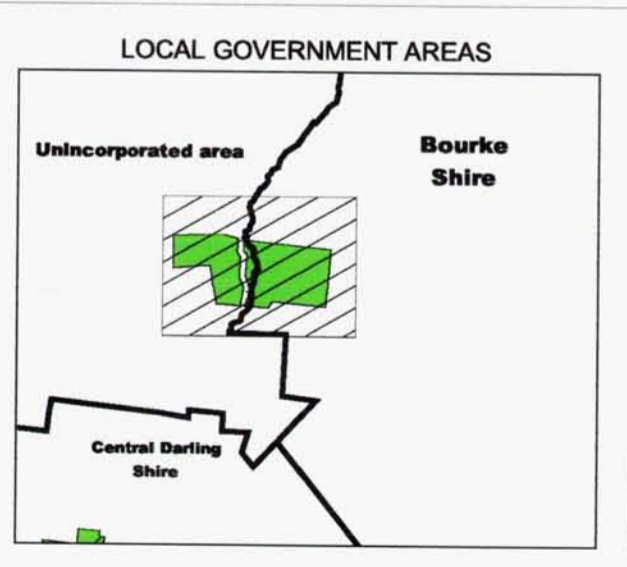 LOCAL GOVERNMENT AREAS
Unincorporated area
Bourke
Shire
Central Darling
Shire